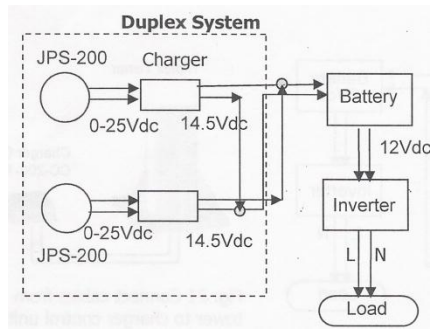 Duplex System
JPS-200
Charger
0-25Vdc
14.5Vdc
Battery
12Vdc
0-25Vdc
14.5Vdc
JPS-200
Inverter
L
N
Load